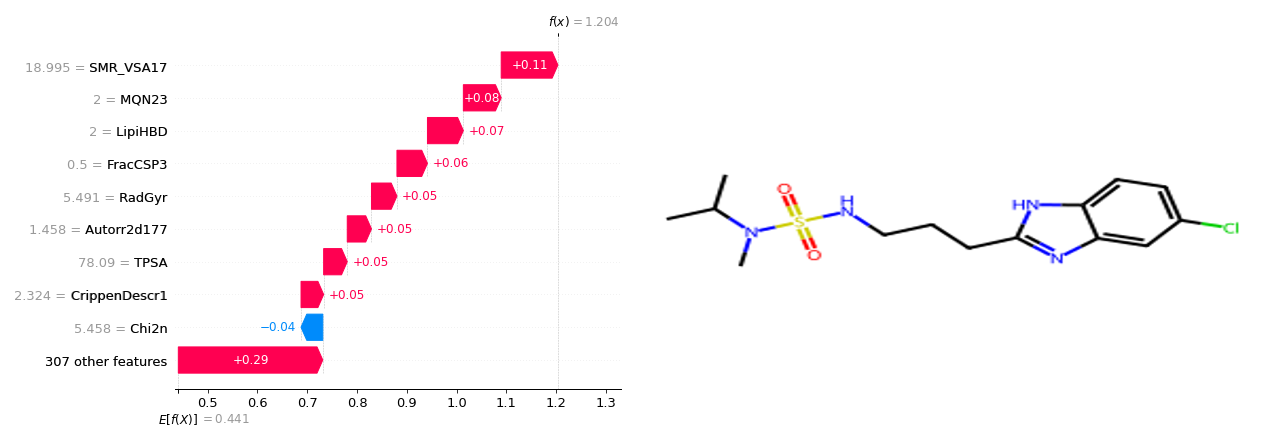 f(x) = 1.204
18.995 = SMR_VSA17
+0.11
2 = MQN23
+0.08
2 = LipiHBD
+0.07
0.5 = FracCSP3
+0.06
5.491 = RadGyr
+0.05
1.458 = Autorr2d177
+0.05
78.09 = TPSA
+0.05
2.324 = CrippenDescr1
+0.05
5.458 = Chi2n
−0.04
307 other features
+0.29
0.5 0.6 0.7 0.8 0.9 1.0 1.1 1.2 1.3
E[f(X)] = 0.441
O
H
N
HN
S
N
Cl
O
N